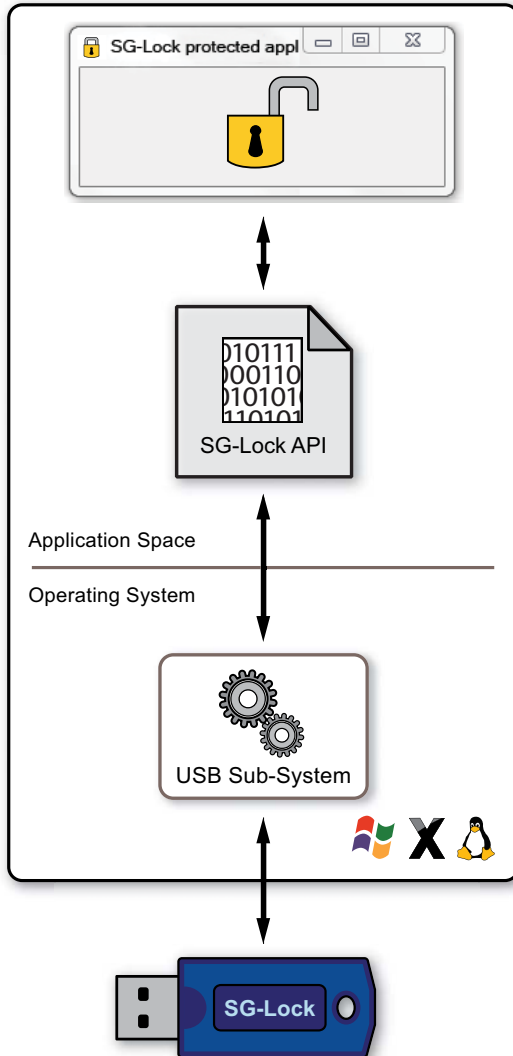 SG-Lock protected appl
010111
000110
010101
110101
SG-Lock API
Application Space
Operating System
USB Sub-System
X
SG-Lock